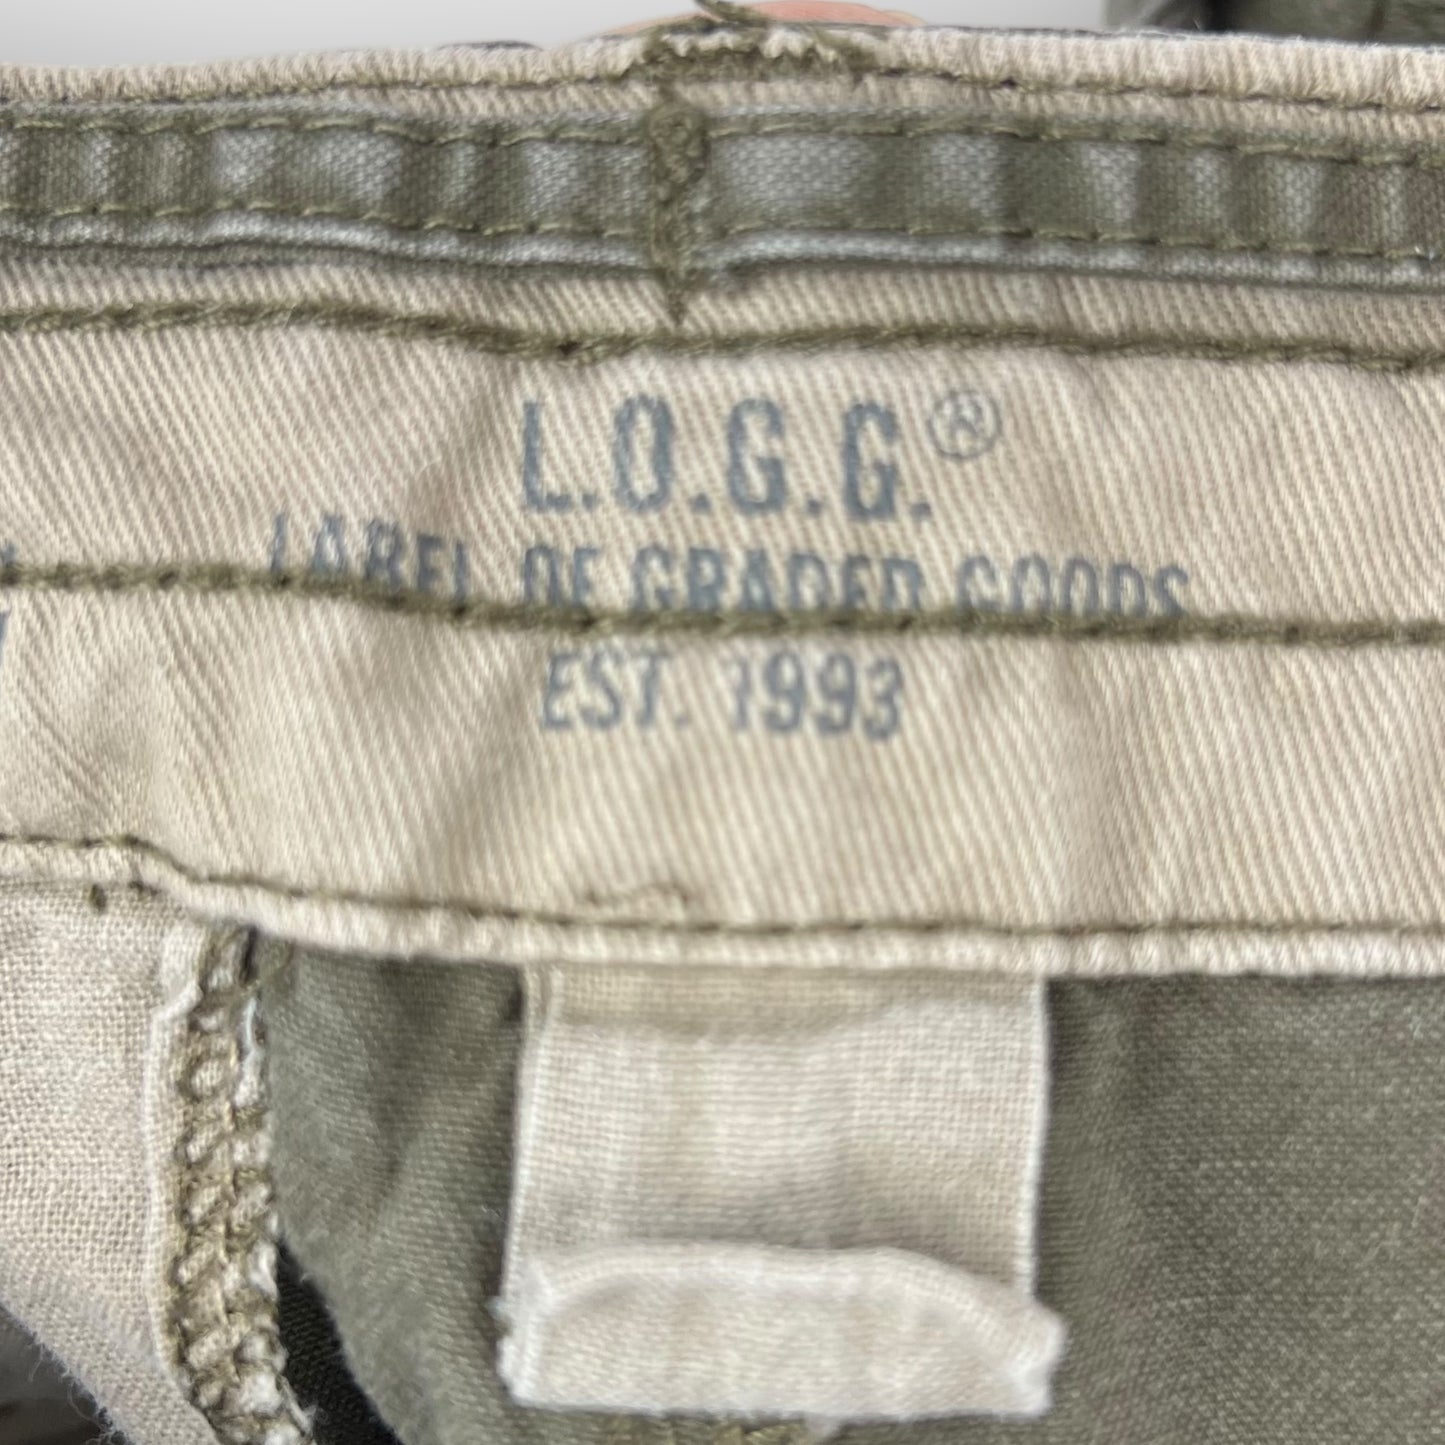 L.O.G.G.®
LABEL OF GRADED GOODS
EST. 1993